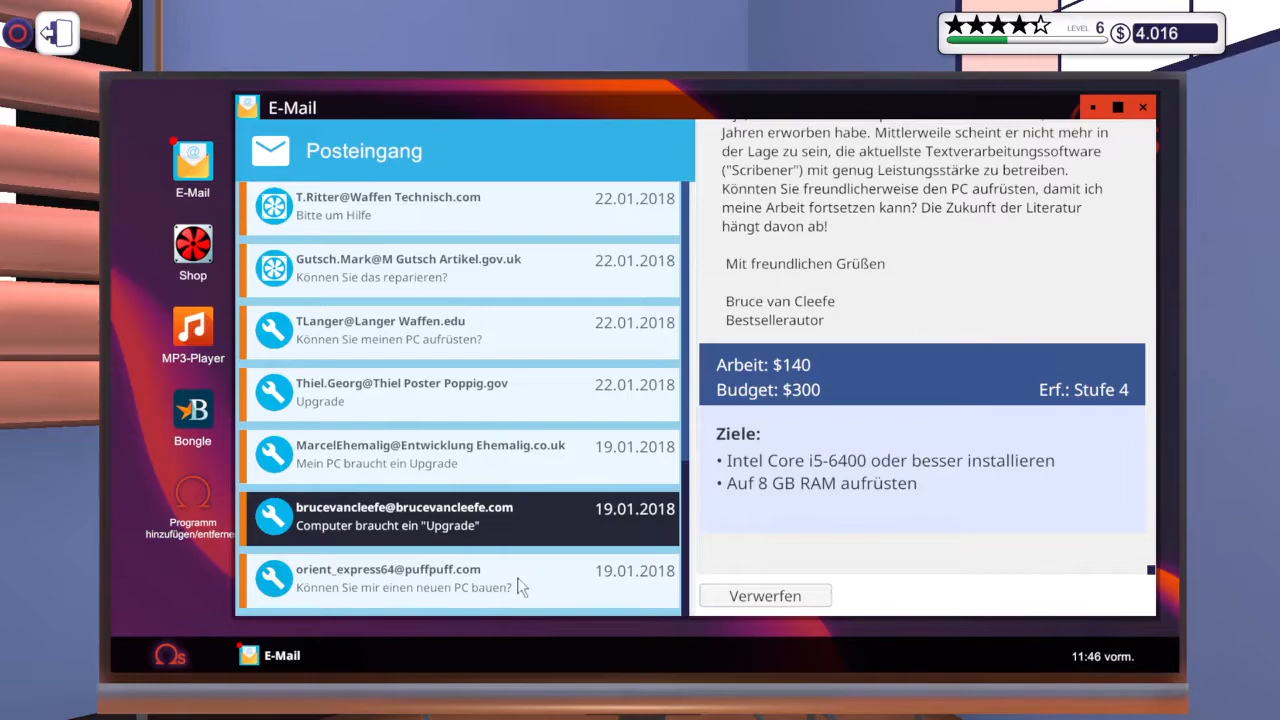 LEVEL 6
$ 4.016
E-Mail
E-Mail
Shop
MP3-Player
Bongle
Programm
hinzufügen/entferne
Posteingang
T.Ritter@Waffen Technisch.com 22.01.2018
Bitte um Hilfe
Gutsch.Mark@M Gutsch Artikel.gov.uk 22.01.2018
Können Sie das reparieren?
TLanger@Langer Waffen.edu 22.01.2018
Können Sie meinen PC aufrüsten?
Thiel.Georg@Thiel Poster Poppig.gov 22.01.2018
Upgrade
MarcelEhemalig@Entwicklung Ehemalig.co.uk 19.01.2018
Mein PC braucht ein Upgrade
brucevancleefe@brucevancleefe.com 19.01.2018
Computer braucht ein "Upgrade"
orient_express64@puffpuff.com 19.01.2018
Können Sie mir einen neuen PC bauen?
Jahren erworben habe. Mittlerweile scheint er nicht mehr in
der Lage zu sein, die aktuellste Textverarbeitungssoftware
("Scribener") mit genug Leistungsstärke zu betreiben.
Könnten Sie freundlicherweise den PC aufrüsten, damit ich
meine Arbeit fortsetzen kann? Die Zukunft der Literatur
hängt davon ab!
Mit freundlichen Grüßen
Bruce van Cleefe
Bestsellerautor
Arbeit: $140
Budget: $300 Erf.: Stufe 4
Ziele:
• Intel Core i5-6400 oder besser installieren
• Auf 8 GB RAM aufrüsten
Verwerfen
Ωs
E-Mail
11:46 vorm.